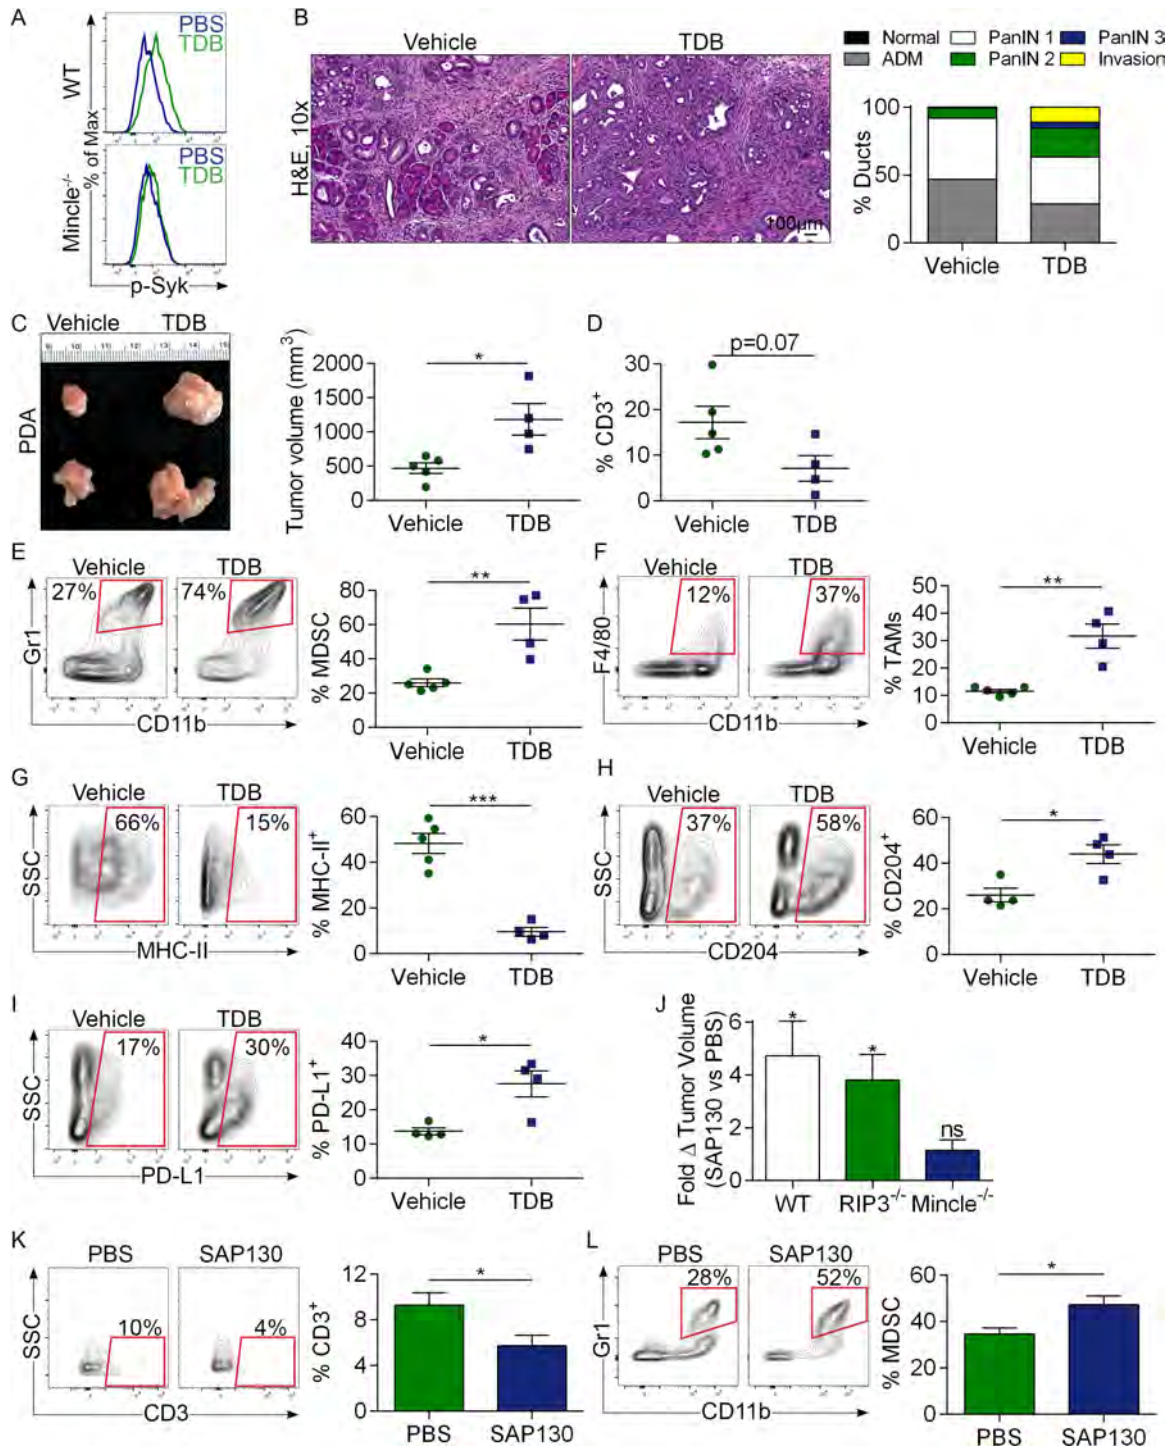 A
PBS
TDB
WT
PBS
TDB
Mincle⁻/⁻
% of Max
p-Syk
B
Vehicle
TDB
H&E, 10x
100µm
Normal
PanIN 1
PanIN 3
ADM
PanIN 2
Invasion
100
50
0
% Ducts
Vehicle
TDB
C
Vehicle
TDB
9 10 11 12 13 14 15
PDA
Tumor volume (mm³)
2000
1500
1000
500
0
*
Vehicle
TDB
D
p=0.07
% CD3⁺
30
20
10
0
Vehicle
TDB
E
Vehicle
TDB
27%
74%
Gr1
CD11b
% MDSC
80
60
40
20
0
**
Vehicle
TDB
F
Vehicle
TDB
12%
37%
F4/80
CD11b
% TAMs
50
40
30
20
10
0
**
Vehicle
TDB
G
Vehicle
TDB
66%
15%
SSC
MHC-II
% MHC-II⁺
60
40
20
0
***
Vehicle
TDB
H
Vehicle
TDB
37%
58%
SSC
CD204
% CD204⁺
60
40
20
0
*
Vehicle
TDB
I
Vehicle
TDB
17%
30%
SSC
PD-L1
% PD-L1⁺
40
30
20
10
0
*
Vehicle
TDB
J
Fold Δ Tumor Volume
(SAP130 vs PBS)
6
4
2
0
*
*
ns
WT
RIP3⁻/⁻
Mincle⁻/⁻
K
PBS
SAP130
10%
4%
SSC
CD3
% CD3⁺
12
8
4
0
*
PBS
SAP130
L
PBS
SAP130
28%
52%
Gr1
CD11b
% MDSC
60
40
20
0
*
PBS
SAP130